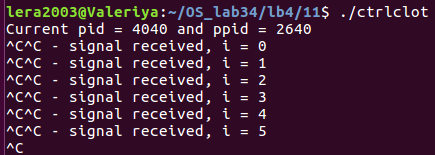 lera2003@Valeriya:~/OS_lab34/lb4/11$ ./ctrlclot
Current pid = 4040 and ppid = 2640
^C^C - signal received, i = 0
^C^C - signal received, i = 1
^C^C - signal received, i = 2
^C^C - signal received, i = 3
^C^C - signal received, i = 4
^C^C - signal received, i = 5
^C